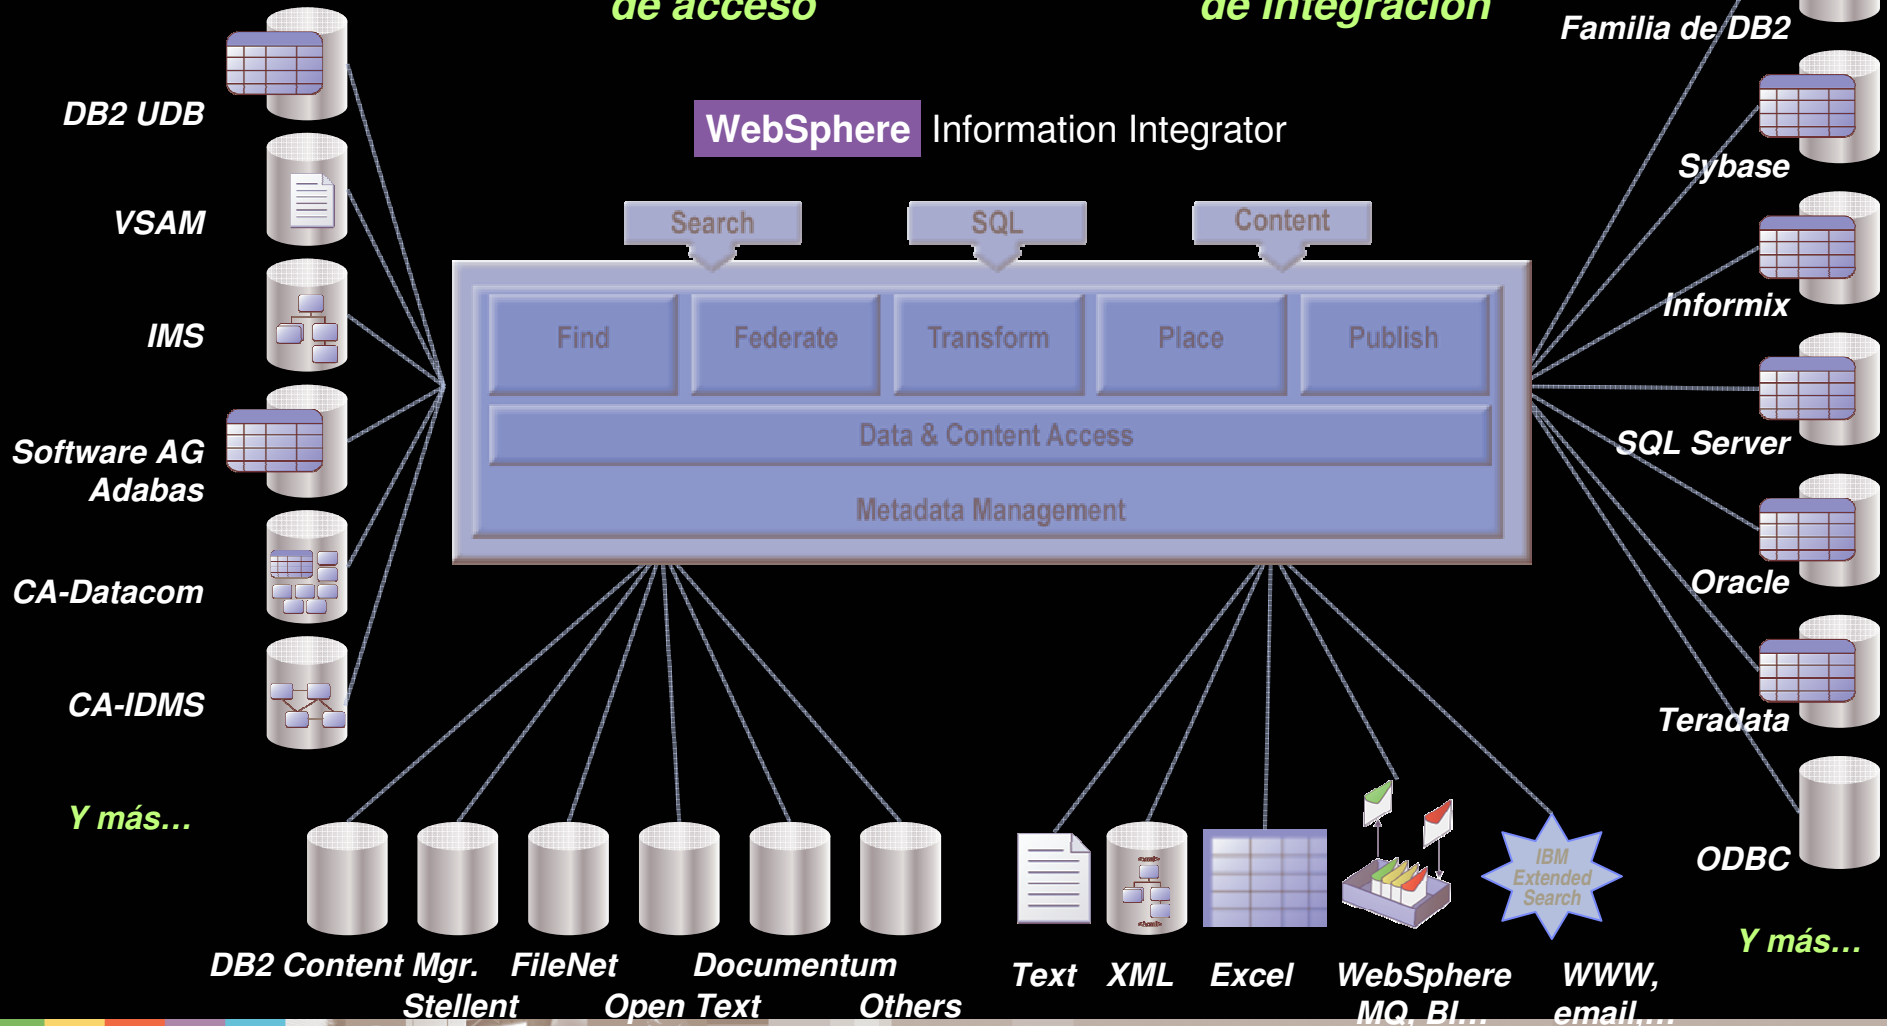 de acceso
de integración
Familia de DB2
DB2 UDB
WebSphere Information Integrator
Sybase
VSAM
Search
SQL
Content
Informix
IMS
Find
Federate
Transform
Place
Publish
Data & Content Access
SQL Server
Software AG
Adabas
Metadata Management
Oracle
CA-Datacom
CA-IDMS
Teradata
Y más…
ODBC
IBM
Extended
Search
Y más…
DB2 Content Mgr.
FileNet
Documentum
Stellent
Open Text
Others
Text
XML
Excel
WebSphere
MQ, BI…
WWW,
email,…